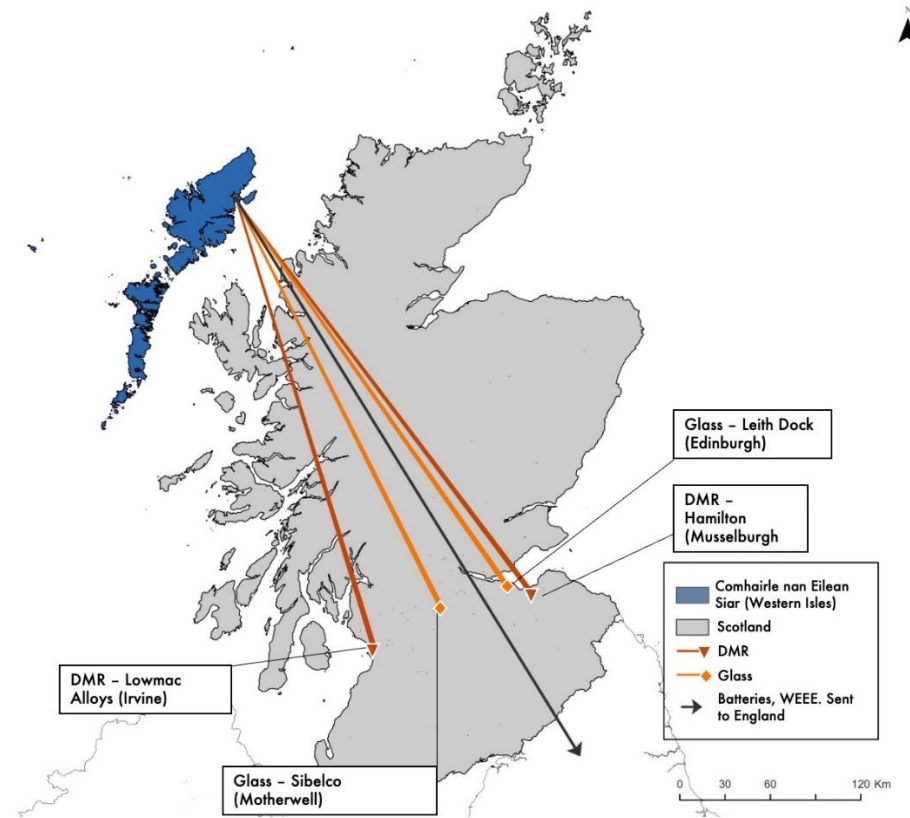 N
Glass – Leith Dock
(Edinburgh)
DMR –
Hamilton
(Musselburgh
Comhairle nan Eilean
Siar (Western Isles)
Scotland
DMR
Glass
Batteries, WEEE. Sent
to England
DMR – Lowmac
Alloys (Irvine)
Glass – Sibelco
(Motherwell)
0 30 60 120 Km